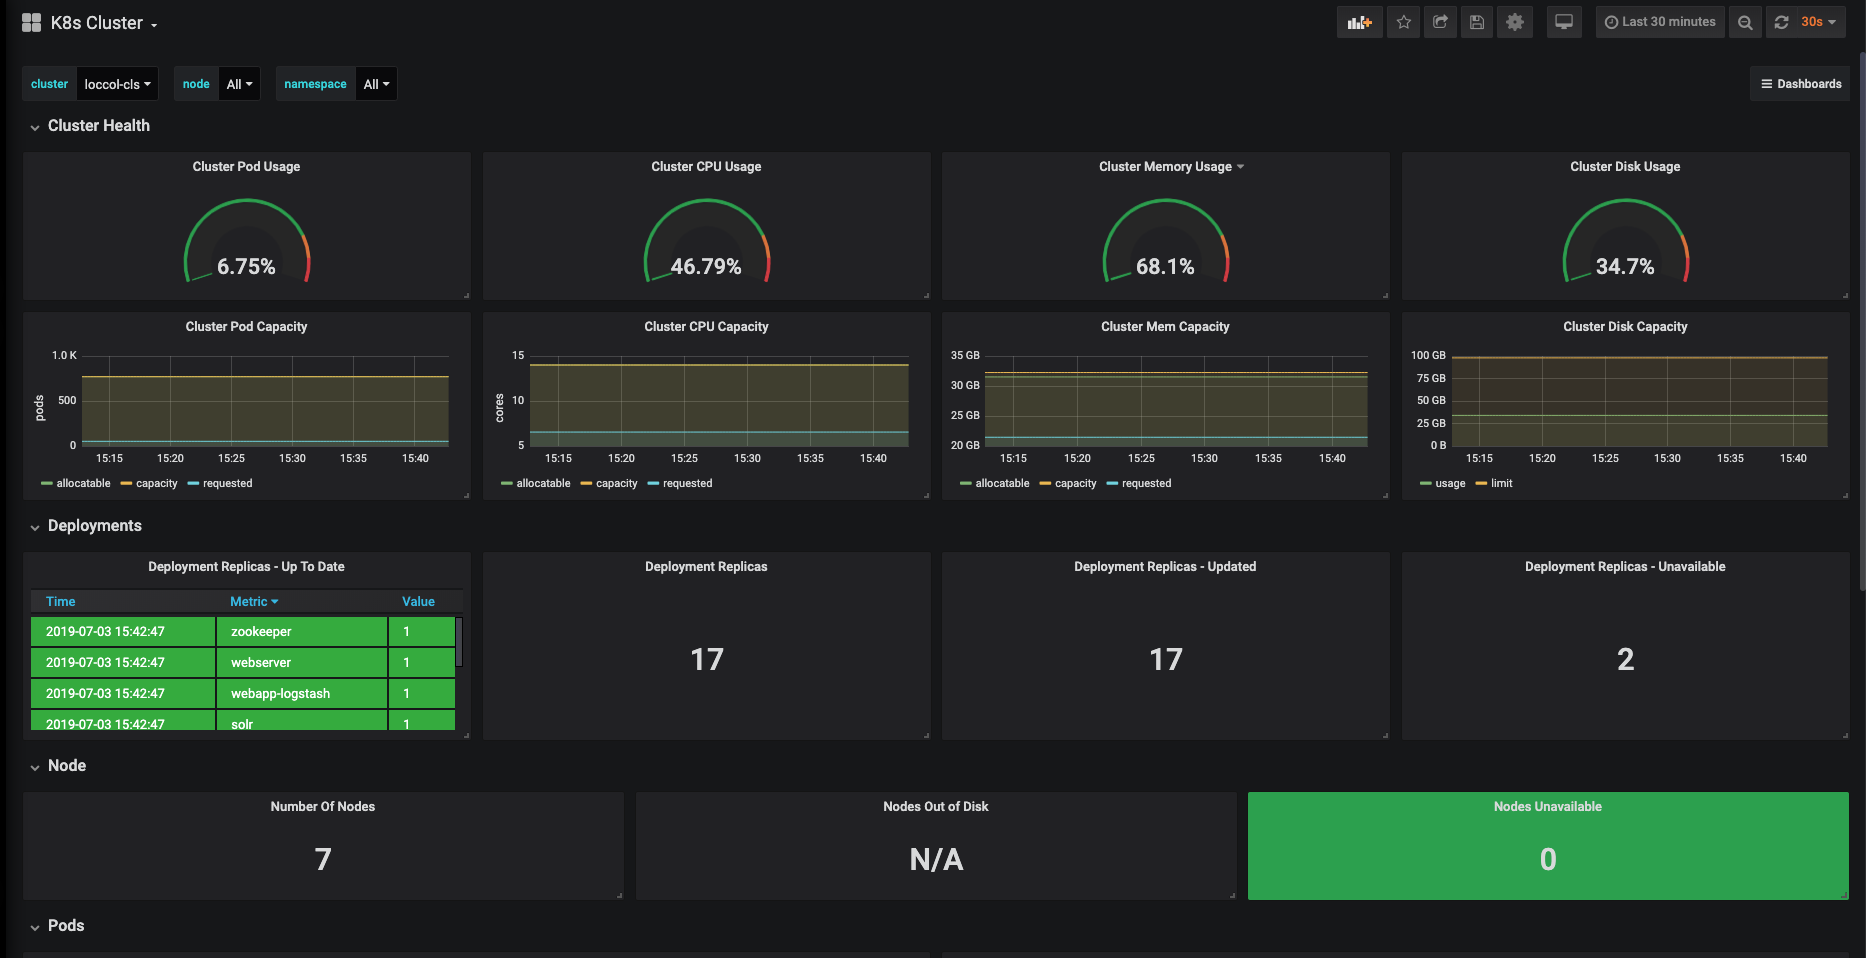 K8s Cluster
Last 30 minutes
30s
cluster loccol-cls
node All
namespace All
Dashboards
Cluster Health
Cluster Pod Usage
6.75%
Cluster CPU Usage
46.79%
Cluster Memory Usage
68.1%
Cluster Disk Usage
34.7%
Cluster Pod Capacity
pods
1.0 K
500
0
15:15 15:20 15:25 15:30 15:35 15:40
allocatable capacity requested
Cluster CPU Capacity
cores
15
10
5
15:15 15:20 15:25 15:30 15:35 15:40
allocatable capacity requested
Cluster Mem Capacity
35 GB
30 GB
25 GB
20 GB
15:15 15:20 15:25 15:30 15:35 15:40
allocatable capacity requested
Cluster Disk Capacity
100 GB
75 GB
50 GB
25 GB
0 B
15:15 15:20 15:25 15:30 15:35 15:40
usage limit
Deployments
Deployment Replicas - Up To Date
Time Metric Value
2019-07-03 15:42:47 zookeeper 1
2019-07-03 15:42:47 webserver 1
2019-07-03 15:42:47 webapp-logstash 1
2019-07-03 15:42:47 solr 1
Deployment Replicas
17
Deployment Replicas - Updated
17
Deployment Replicas - Unavailable
2
Node
Number Of Nodes
7
Nodes Out of Disk
N/A
Nodes Unavailable
0
Pods